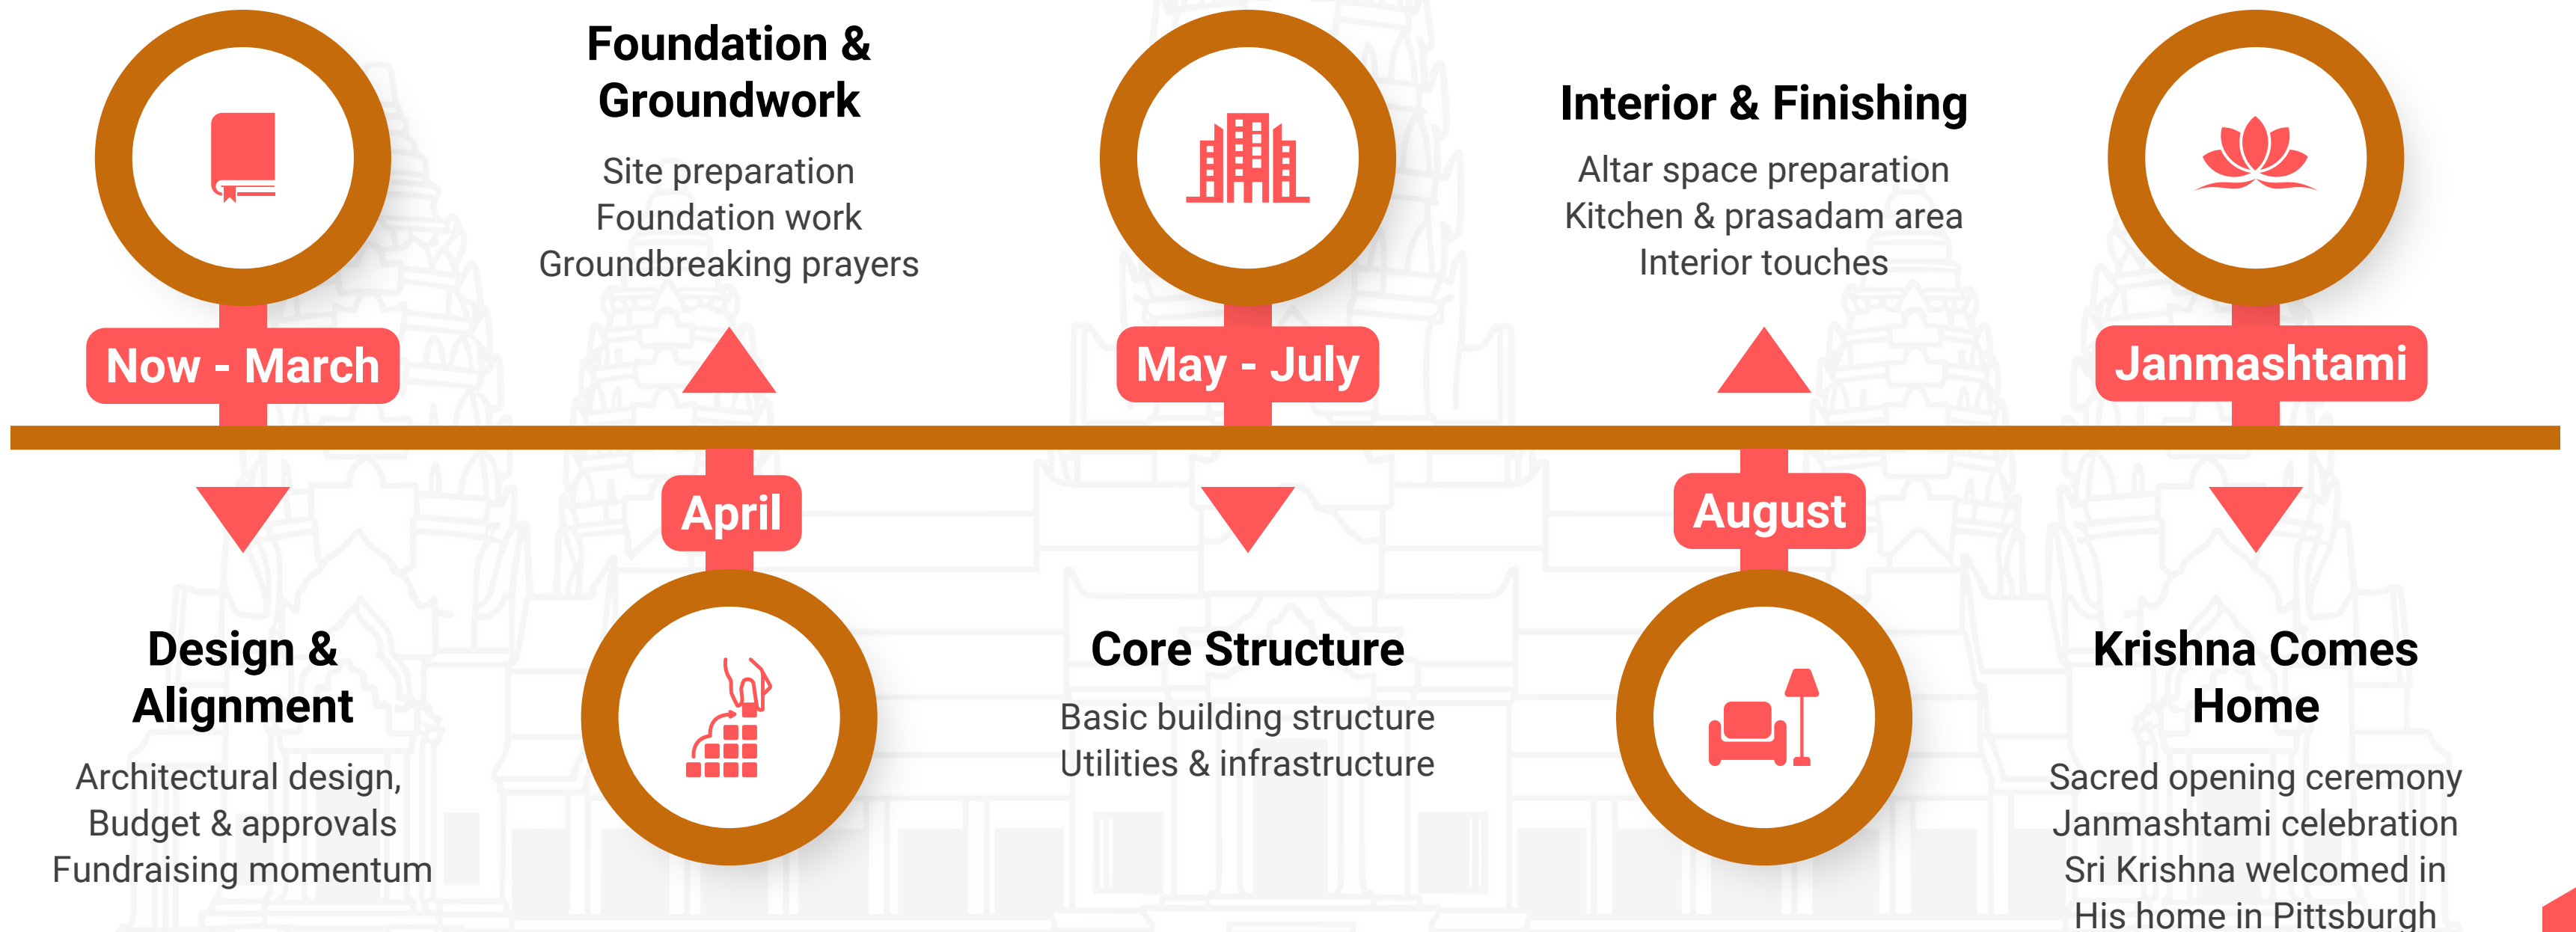 Now - March
Design &
Alignment
Architectural design,
Budget & approvals
Fundraising momentum
Foundation &
Groundwork
Site preparation
Foundation work
Groundbreaking prayers
April
May - July
Core Structure
Basic building structure
Utilities & infrastructure
Interior & Finishing
Altar space preparation
Kitchen & prasadam area
Interior touches
August
Janmashtami
Krishna Comes
Home
Sacred opening ceremony
Janmashtami celebration
Sri Krishna welcomed in
His home in Pittsburgh